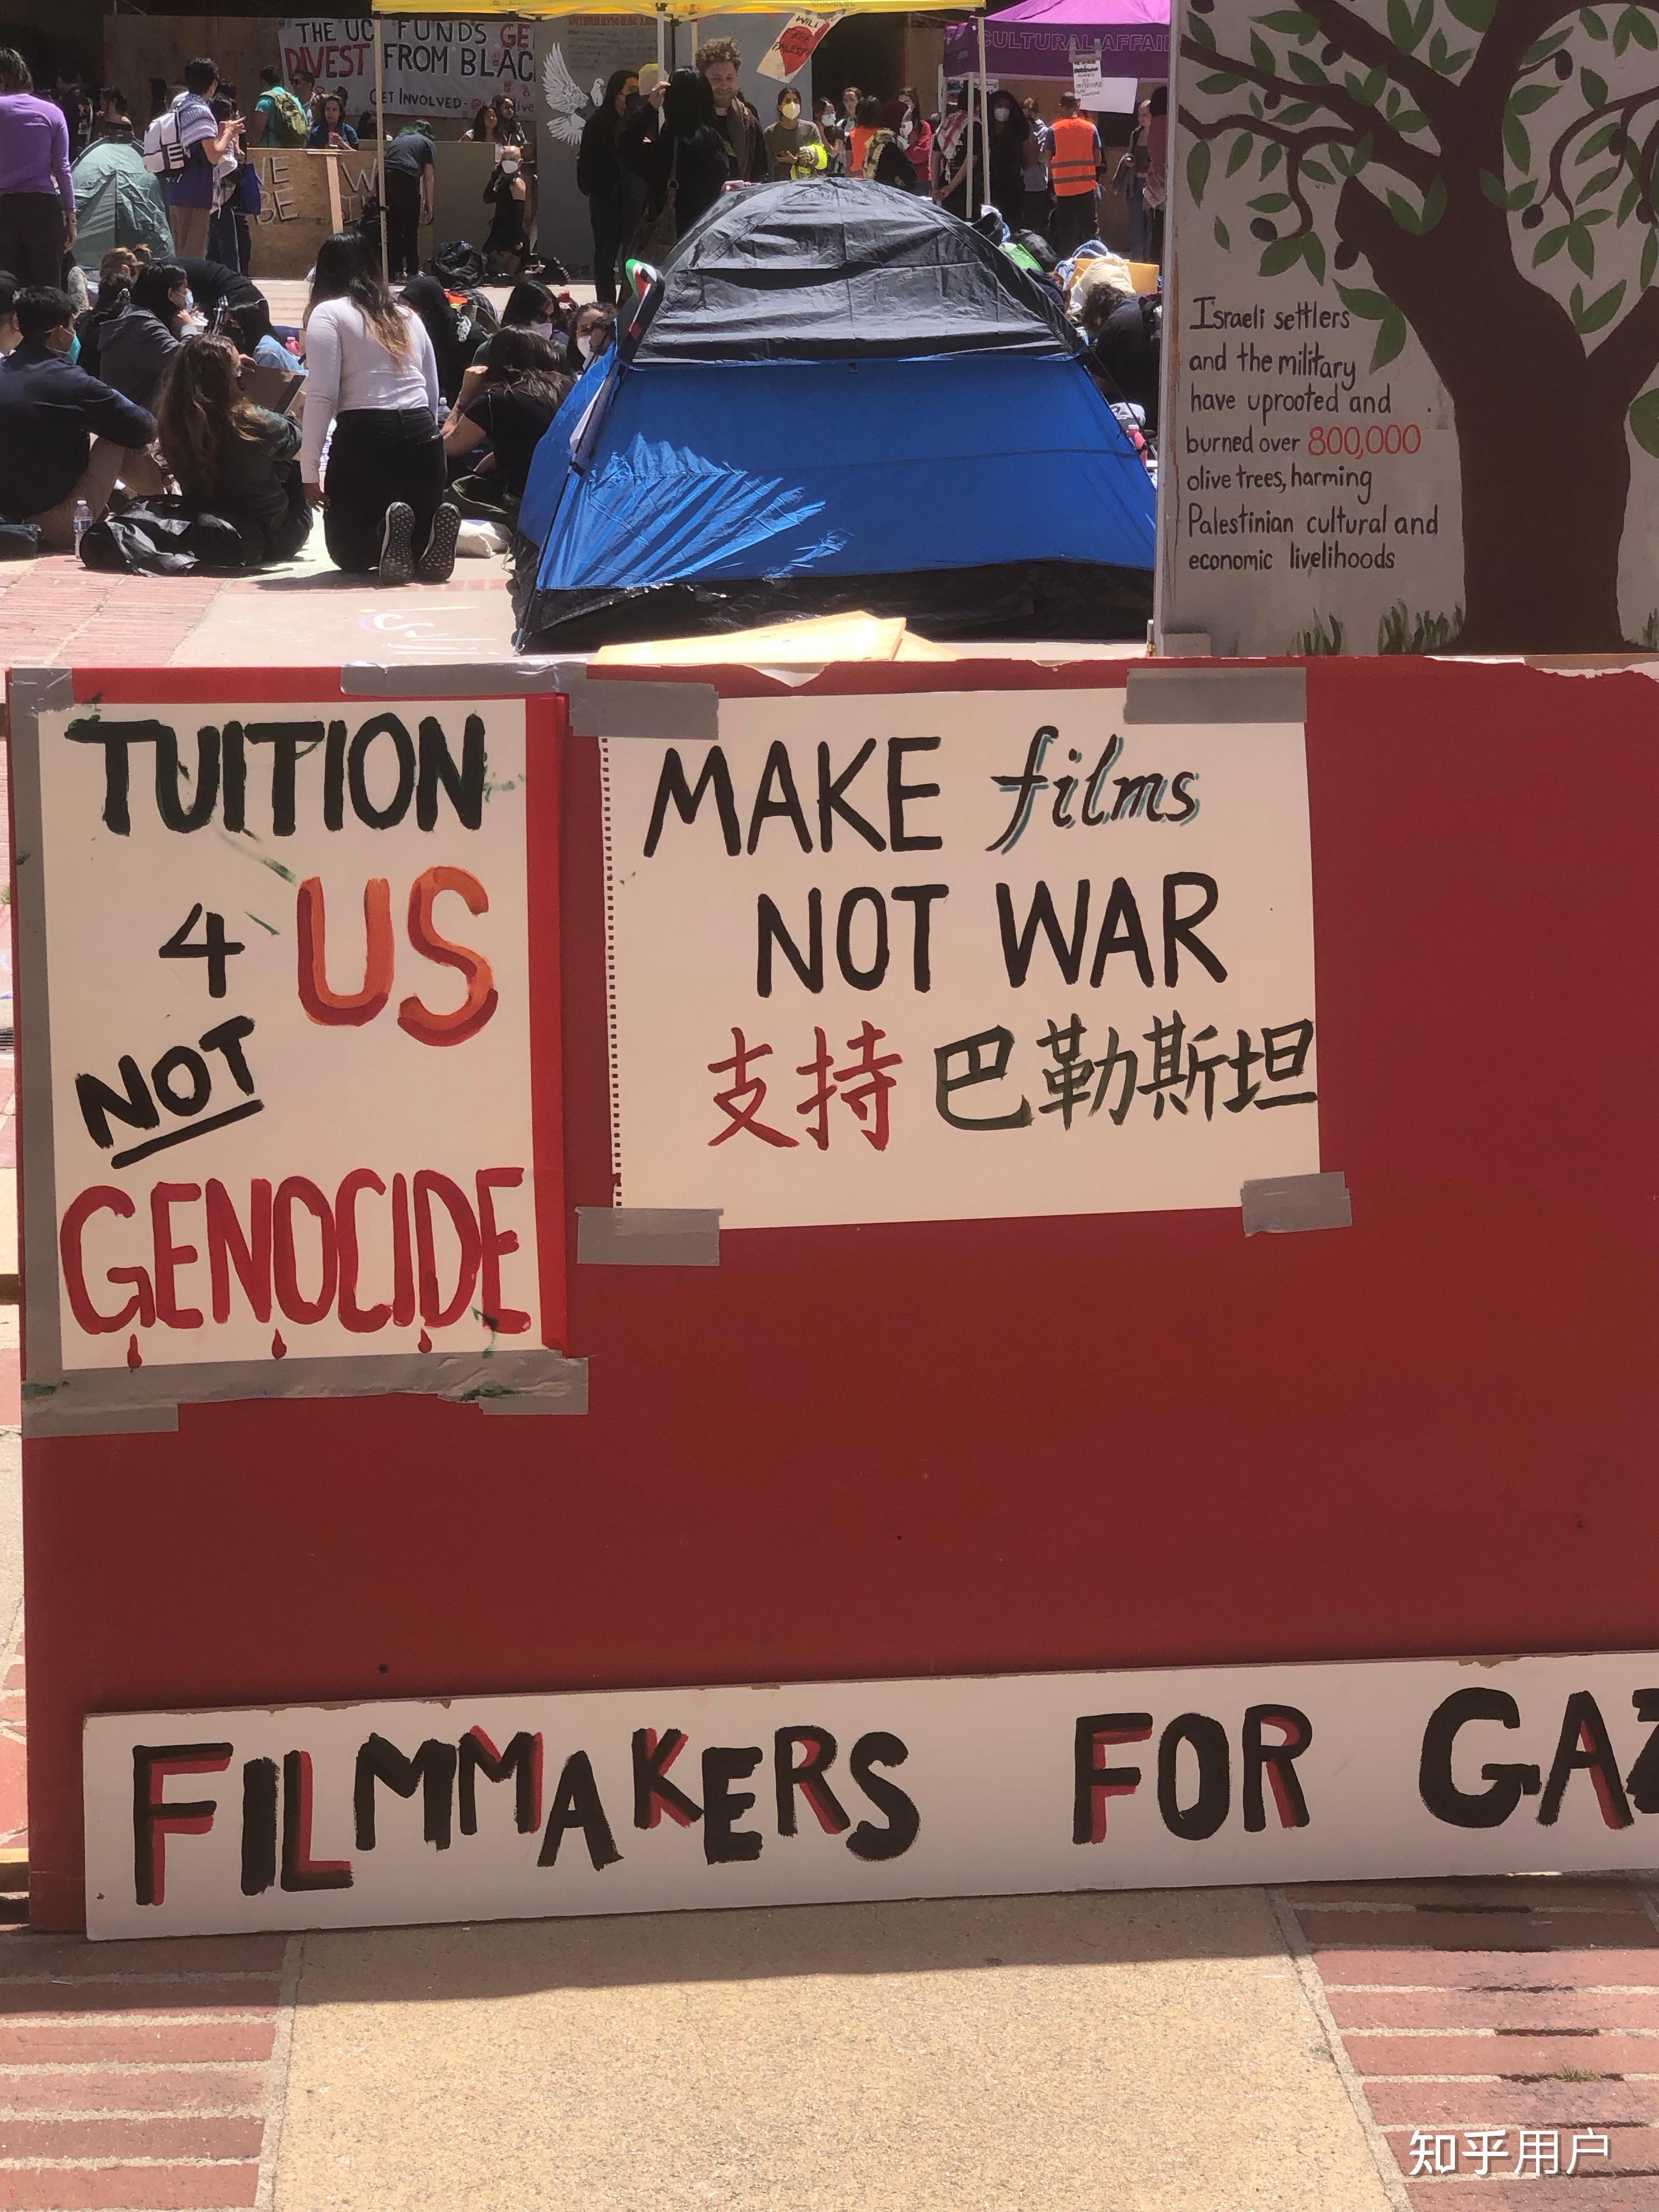 THE UC FUNDS GE
DIVEST FROM BLAC
GET INVOLVED -
CULTURAL AFFAI
Israeli settlers
and the military
have uprooted and
burned over 800,000
olive trees, harming
Palestinian cultural and
economic livelihoods
TUITION
4 US
NOT
GENOCIDE
MAKE films
NOT WAR
支持巴勒斯坦
FILMMAKERS FOR GAZ
知乎用户